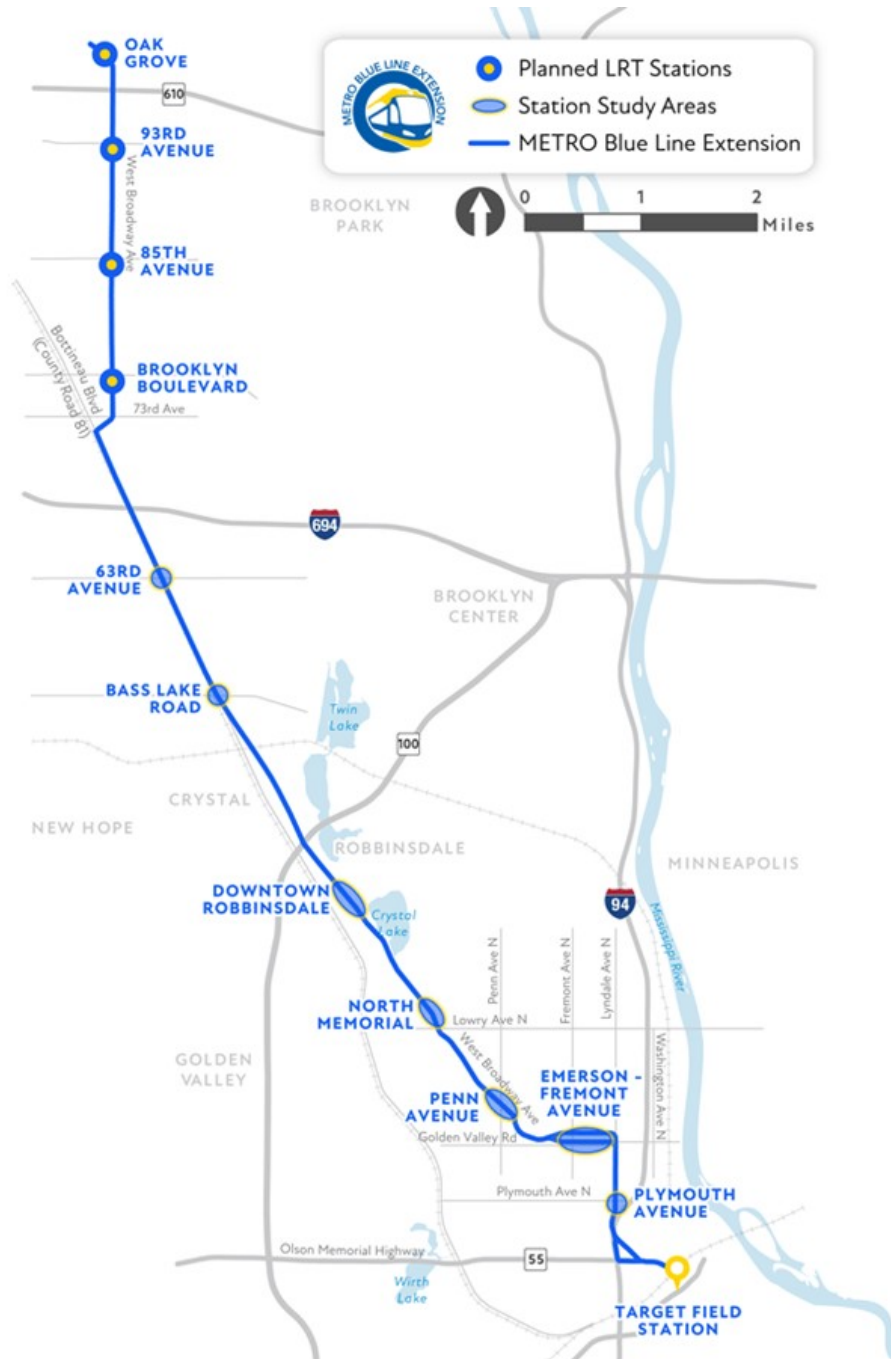 OAK
GROVE
610
METRO BLUE LINE EXTENSION
Planned LRT Stations
Station Study Areas
METRO Blue Line Extension
93RD
AVENUE
West Broadway Ave
BROOKLYN
PARK
0 1 2
Miles
85TH
AVENUE
Bottineau Blvd
(County Road 81)
BROOKLYN
BOULEVARD
73rd Ave
694
63RD
AVENUE
BROOKLYN
CENTER
BASS LAKE
ROAD
Twin
Lake
100
CRYSTAL
NEW HOPE
ROBBINSDALE
MINNEAPOLIS
DOWNTOWN
ROBBINSDALE
Crystal
Lake
94
Mississippi River
Penn Ave N
Fremont Ave N
Lyndale Ave N
NORTH
MEMORIAL
Lowry Ave N
West Broadway Ave
Washington Ave N
GOLDEN
VALLEY
EMERSON -
FREMONT
AVENUE
PENN
AVENUE
Golden Valley Rd
Plymouth Ave N
PLYMOUTH
AVENUE
Olson Memorial Highway
55
Wirth
Lake
TARGET FIELD
STATION